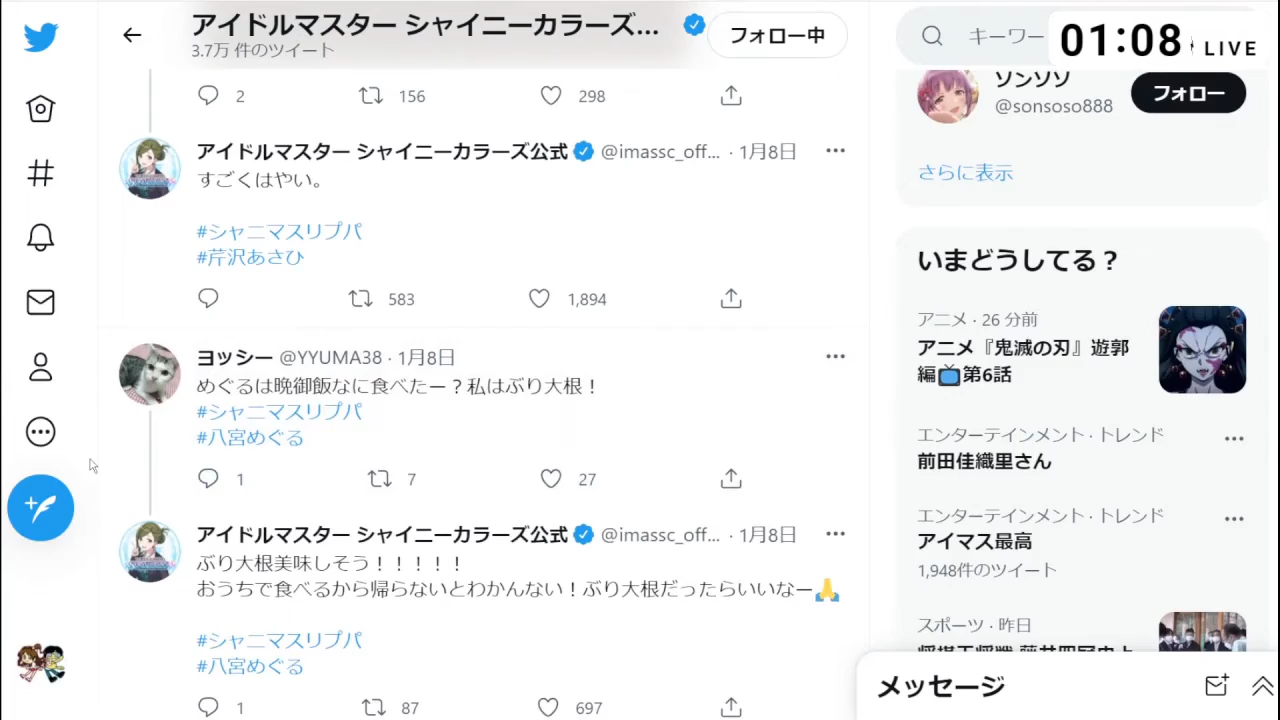 アイドルマスター シャイニーカラーズ...
3.7万 件のツイート
フォロー中
キーワー
01:08
LIVE
2
156
298
アイドルマスター シャイニーカラーズ公式 @imassc_off... · 1月8日
すごくはやい。
#シャニマスリプパ
#芹沢あさひ
583
1,894
ヨッシー @YYUMA38 · 1月8日
めぐるは晩御飯なに食べたー？私はぶり大根！
#シャニマスリプパ
#八宮めぐる
1
7
27
アイドルマスター シャイニーカラーズ公式 @imassc_off... · 1月8日
ぶり大根美味しそう！！！！！
おうちで食べるから帰らないとわかんない！ぶり大根だったらいいなー🙏
#シャニマスリプパ
#八宮めぐる
1
87
697
ソンソソ
@sonsoso888
フォロー
さらに表示
いまどうしてる？
アニメ · 26 分前
アニメ『鬼滅の刃』遊郭
編📺第6話
エンターテインメント · トレンド
前田佳織里さん
エンターテインメント · トレンド
アイマス最高
1,948件のツイート
スポーツ · 昨日
メッセージ